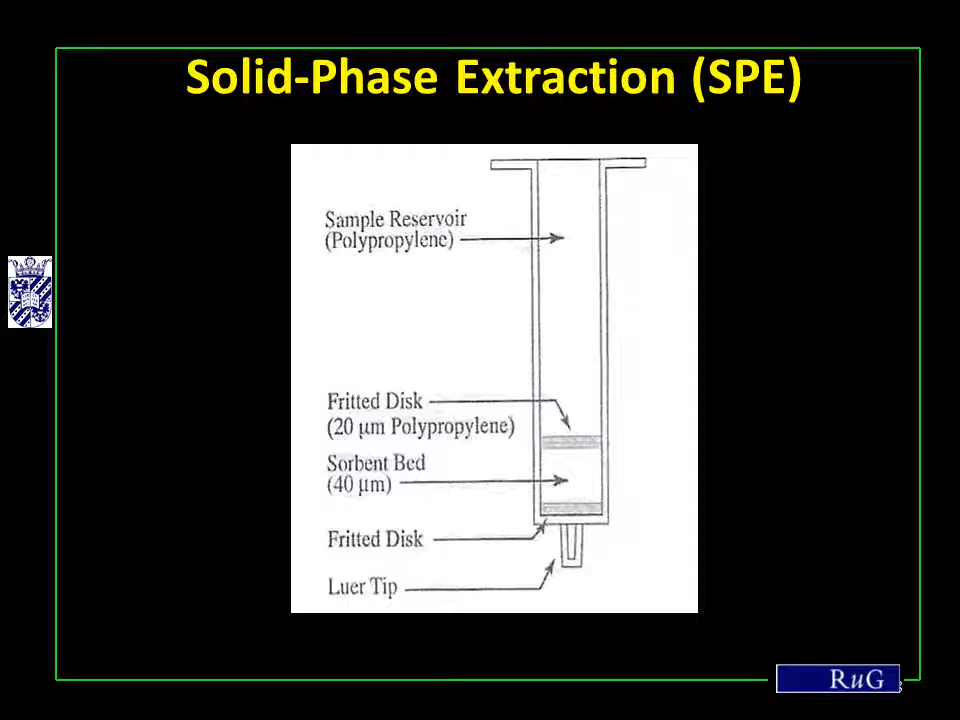 Solid-Phase Extraction (SPE)
Sample Reservoir
(Polypropylene)
Fritted Disk
(20 µm Polypropylene)
Sorbent Bed
(40 µm)
Fritted Disk
Luer Tip
RuG